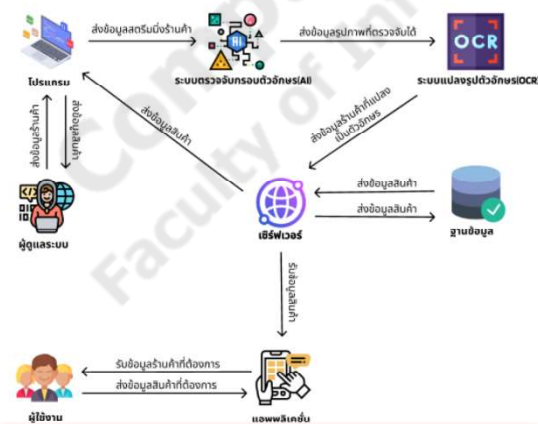 ส่งข้อมูลสตรีมมิ่งร้านค้า
ส่งข้อมูลรูปภาพที่ตรวจจับได้
AI
OCR
โปรแกรม
ระบบตรวจจับกรอบตัวอักษร(AI)
ระบบแปลงรูปตัวอักษร(OCR)
ส่งข้อมูลร้านค้า
ส่งข้อมูลสินค้า
ส่งข้อมูลสินค้า
ส่งข้อมูลร้านค้าที่แปลง
เป็นตัวอักษร
ส่งข้อมูลสินค้า
ส่งข้อมูลสินค้า
ผู้ดูแลระบบ
เซิร์ฟเวอร์
ฐานข้อมูล
รับข้อมูลสินค้า
รับข้อมูลร้านค้าที่ต้องการ
ส่งข้อมูลสินค้าที่ต้องการ
ผู้ใช้งาน
แอพพลิเคชั่น
Faculty of